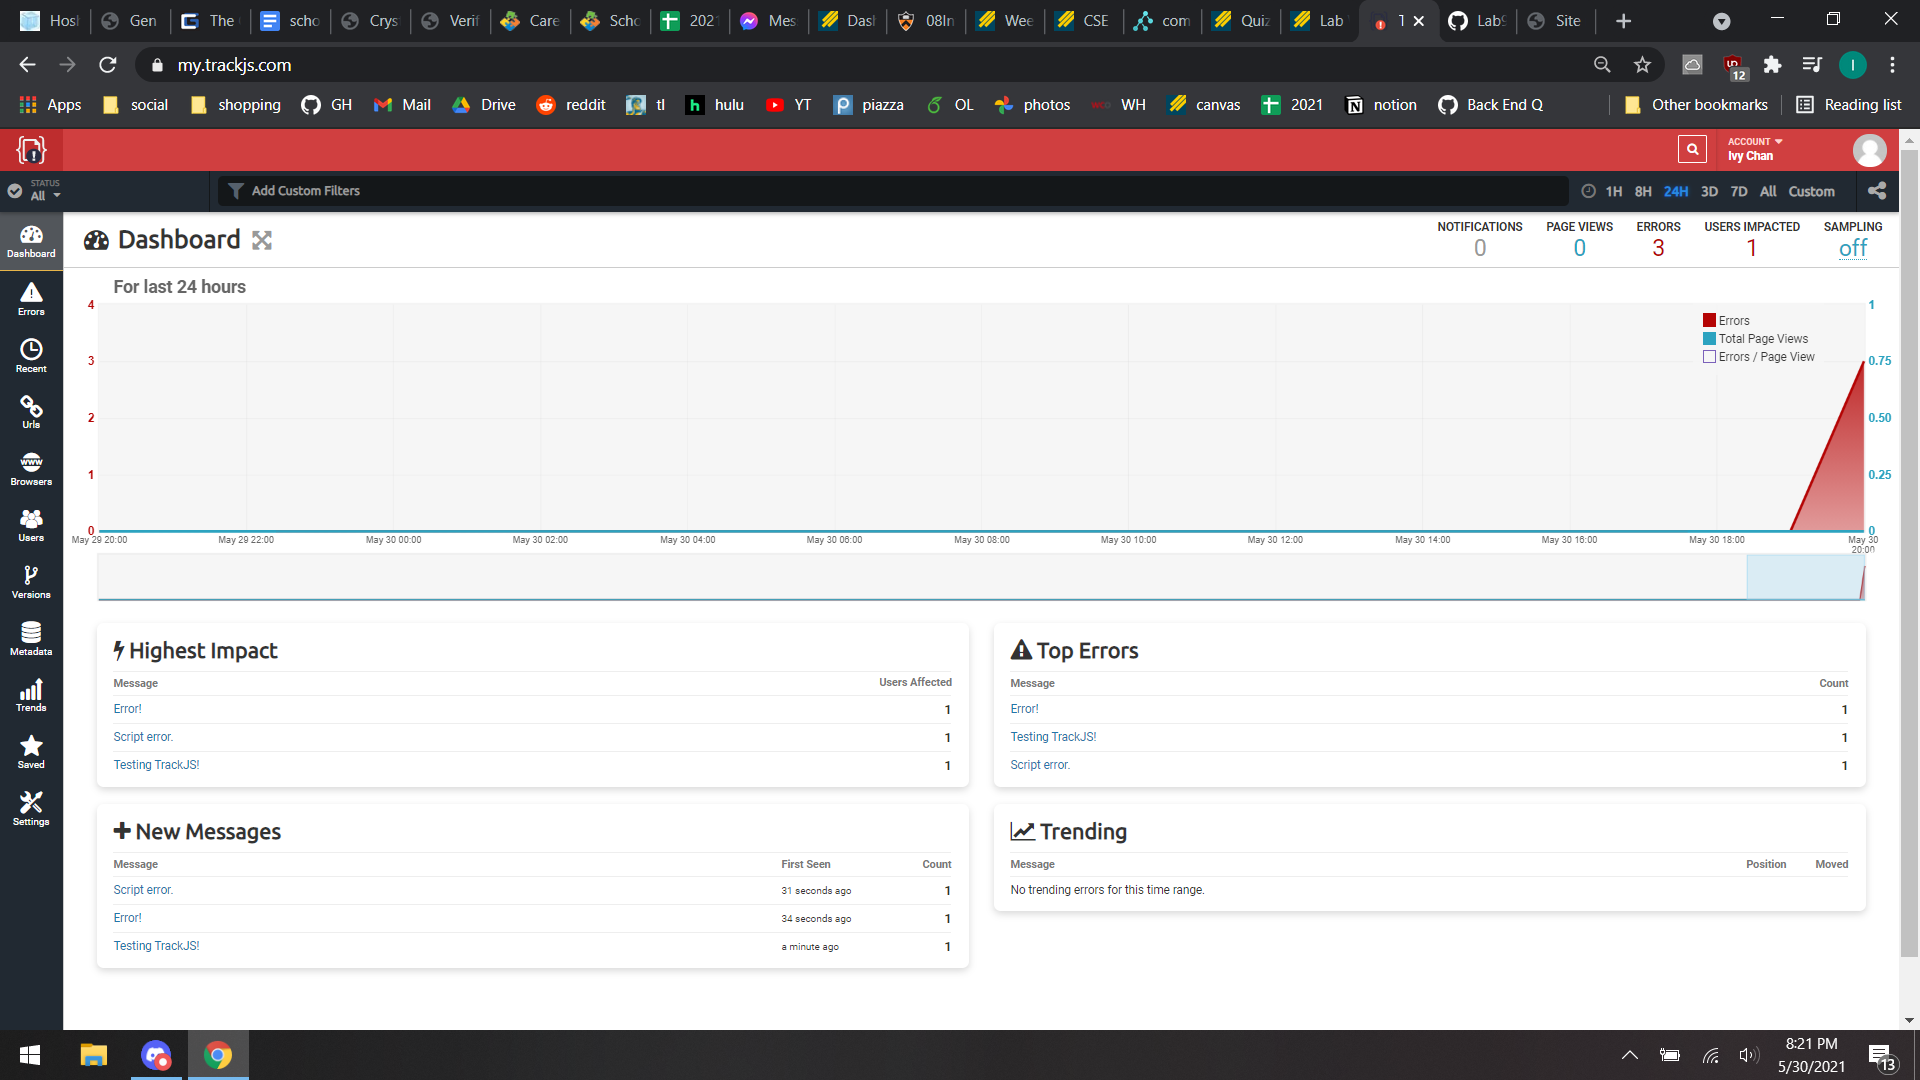 Hosh Gen The scho Crys Verif Care Scho 2021 Mes Das 08In Wee CSE com Quiz Lab T Lab9 Site
my.trackjs.com
12
I
Apps social shopping GH Mail Drive reddit tl hulu YT piazza OL photos WH canvas 2021 notion Back End Q Other bookmarks Reading list
ACCOUNT
Ivy Chan
STATUS
All
Add Custom Filters
1H 8H 24H 3D 7D All Custom
Dashboard
Errors
Recent
Urls
www
Browsers
Users
Versions
Metadata
Trends
Saved
Settings
Dashboard
NOTIFICATIONS PAGE VIEWS ERRORS USERS IMPACTED SAMPLING
0 0 3 1 off
For last 24 hours
4
3
2
1
0
1
0.75
0.50
0.25
0
Errors
Total Page Views
Errors / Page View
May 29 20:00 May 29 22:00 May 30 00:00 May 30 02:00 May 30 04:00 May 30 06:00 May 30 08:00 May 30 10:00 May 30 12:00 May 30 14:00 May 30 16:00 May 30 18:00 May 30 20:00
Highest Impact
Message Users Affected
Error! 1
Script error. 1
Testing TrackJS! 1
Top Errors
Message Count
Error! 1
Testing TrackJS! 1
Script error. 1
New Messages
Message First Seen Count
Script error. 31 seconds ago 1
Error! 34 seconds ago 1
Testing TrackJS! a minute ago 1
Trending
Message Position Moved
No trending errors for this time range.
8:21 PM
5/30/2021
13